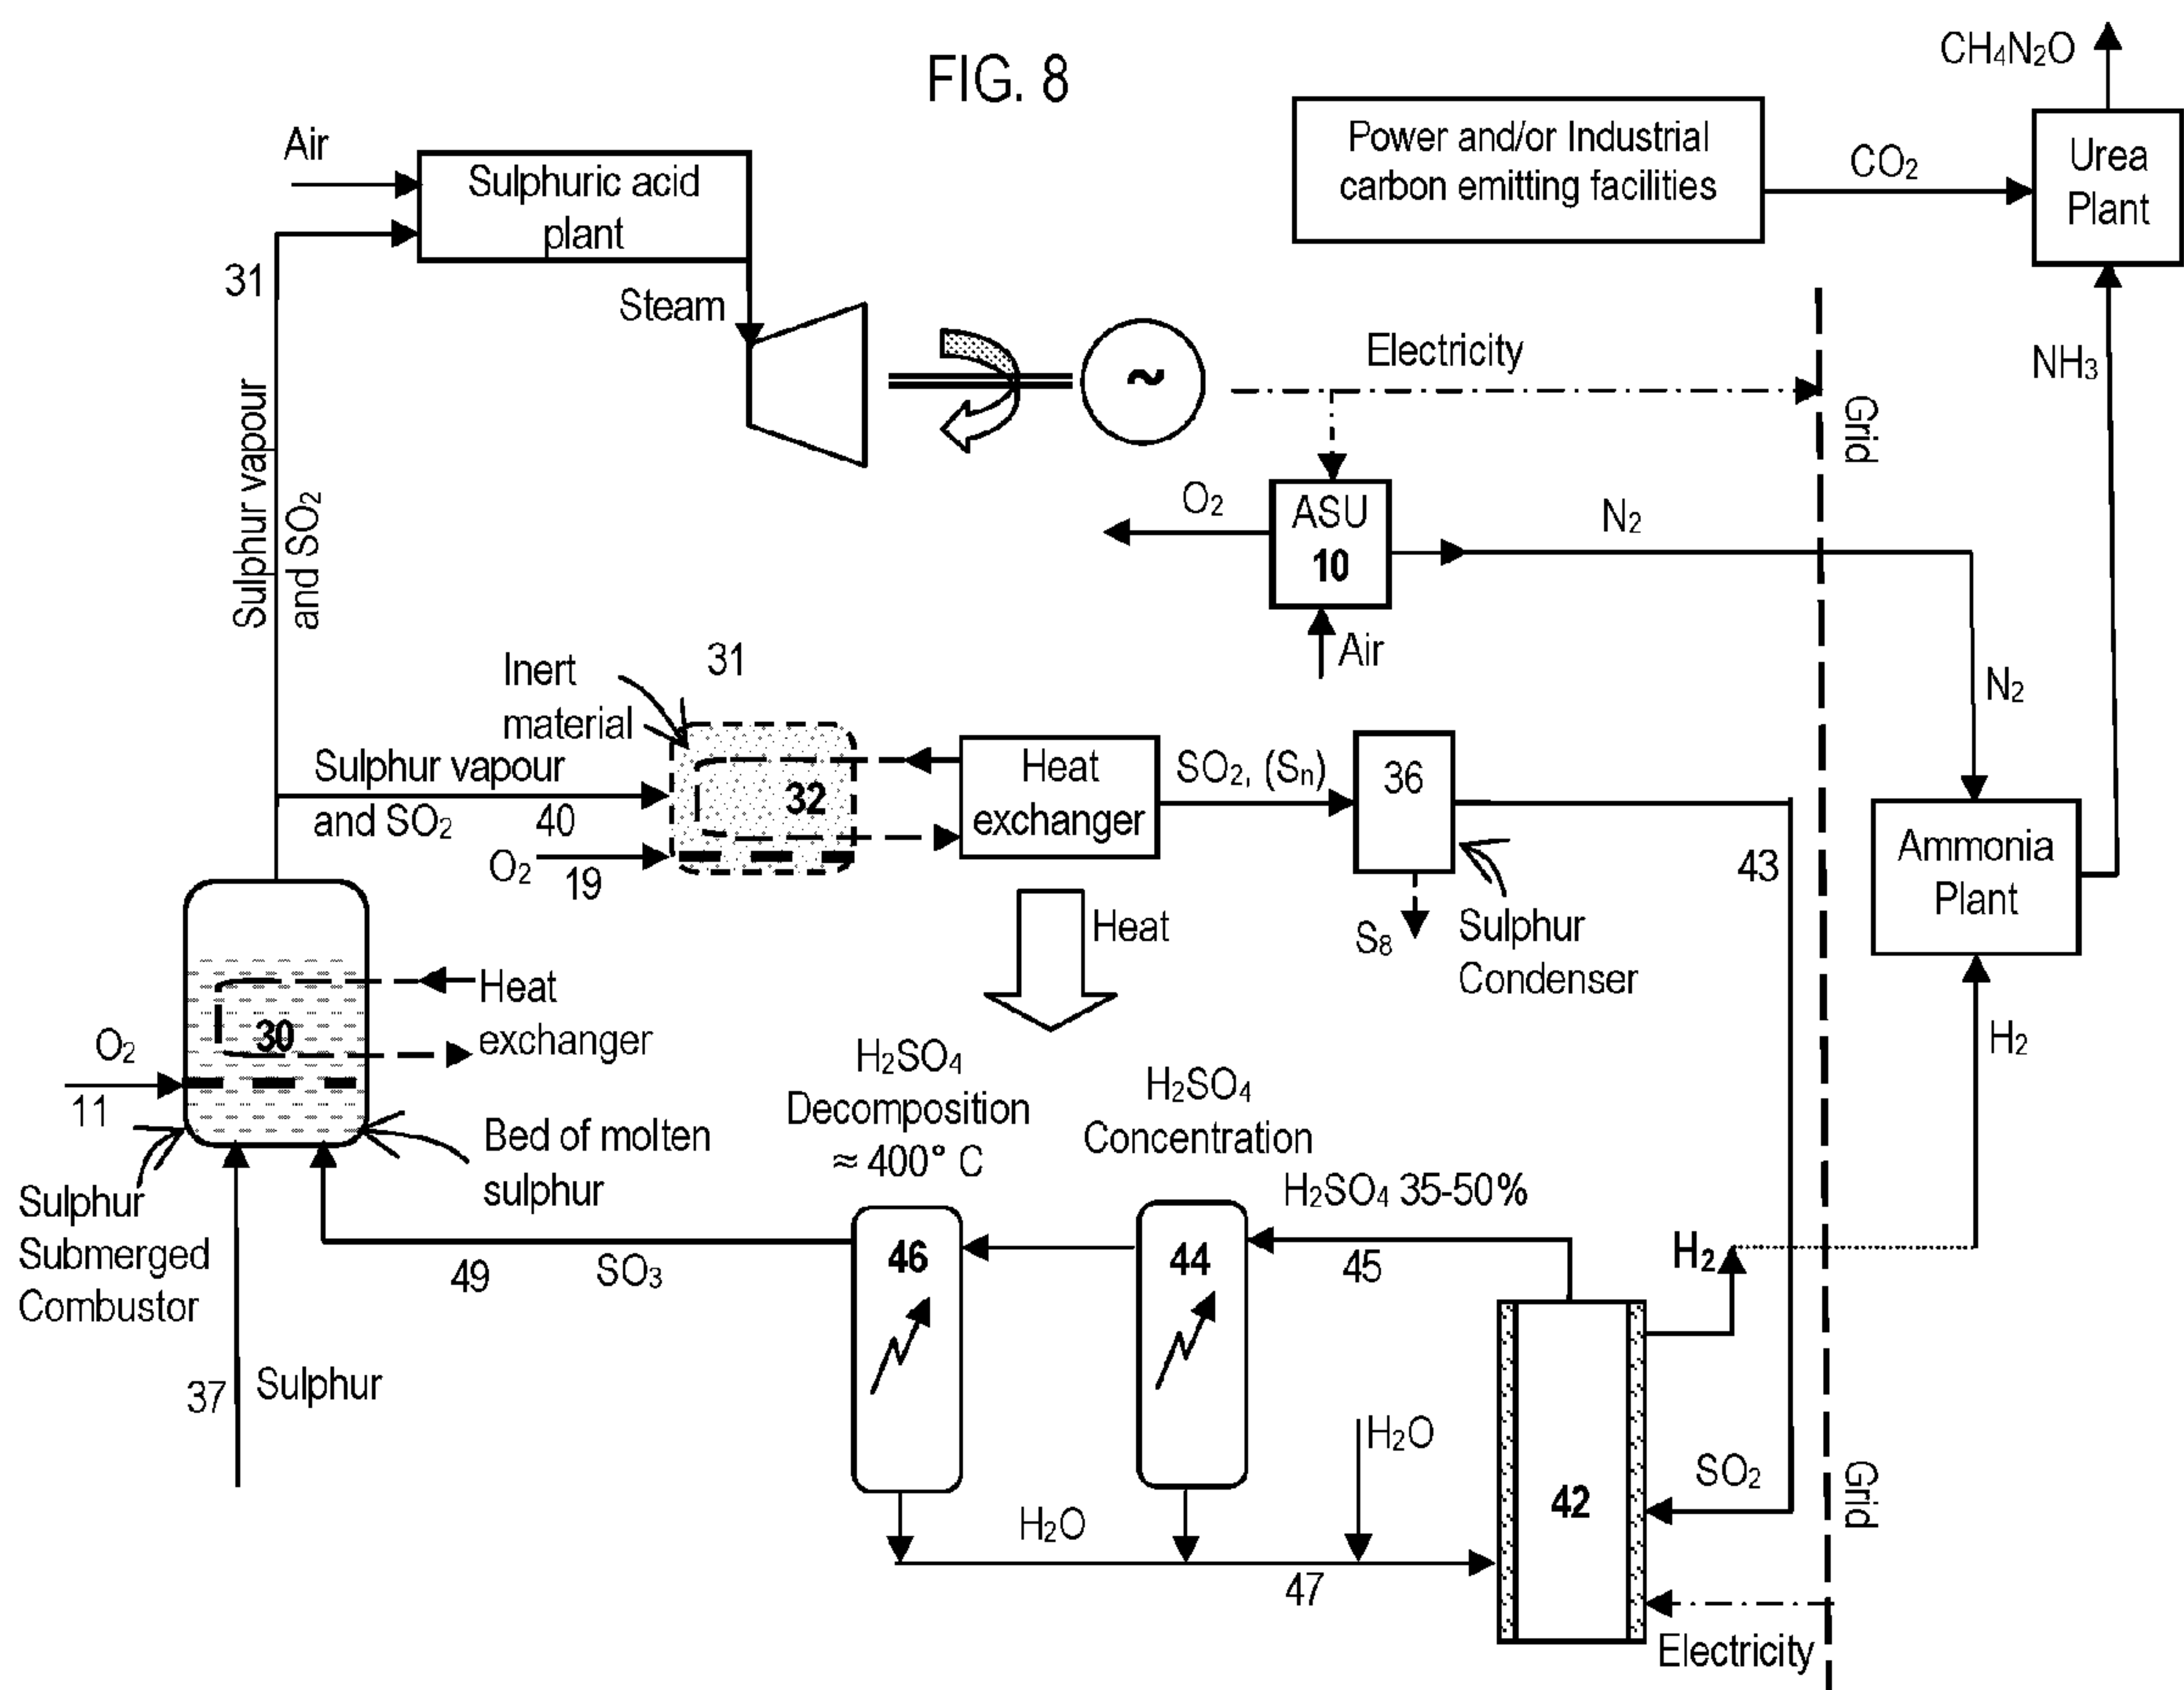 FIG. 8
CH₄N₂O
Air
Sulphuric acid
plant
Power and/or Industrial
carbon emitting facilities
CO₂
Urea
Plant
31
Steam
Electricity
~
NH₃
Grid
Sulphur vapour
and SO₂
O₂
ASU
10
N₂
Air
N₂
Inert
material
31
Sulphur vapour
and SO₂
40
32
O₂
19
Heat
exchanger
SO₂, (Sₙ)
36
43
Ammonia
Plant
S₈
Sulphur
Condenser
Heat
Heat
exchanger
30
O₂
11
H₂
H₂SO₄
Decomposition
≈ 400° C
H₂SO₄
Concentration
Bed of molten
sulphur
H₂SO₄ 35-50%
Sulphur
Submerged
Combustor
49
SO₃
46
44
45
H₂
37
Sulphur
H₂O
SO₂
42
Grid
H₂O
47
Electricity